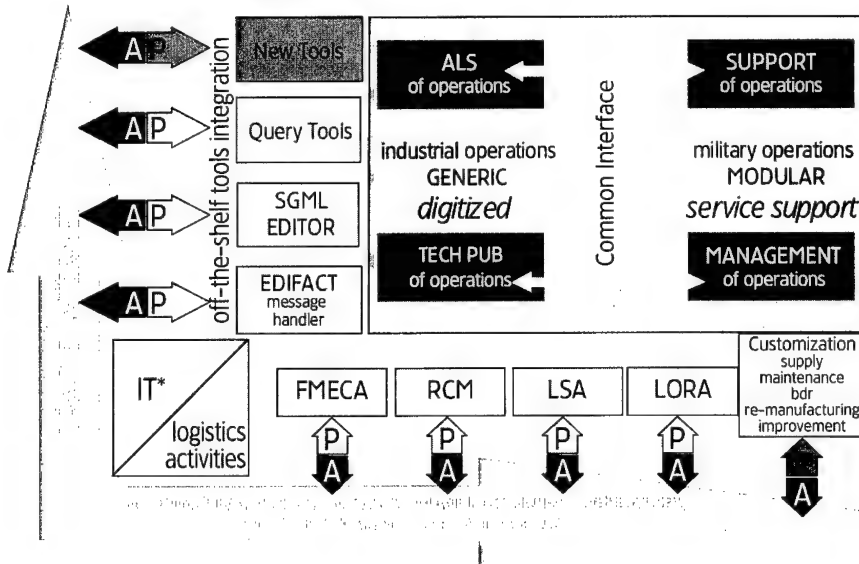 A P
New Tools
A P
Query Tools
A P
SGML
EDITOR
A P
EDIFACT
message
handler
off-the-shelf tools integration
ALS
of operations
SUPPORT
of operations
industrial operations
GENERIC
digitized
Common Interface
military operations
MODULAR
service support
TECH PUB
of operations
MANAGEMENT
of operations
IT*
logistics
activities
FMECA
RCM
LSA
LORA
Customization
supply
maintenance
bdr
re-manufacturing
improvement
P
A
P
A
P
A
P
A
A